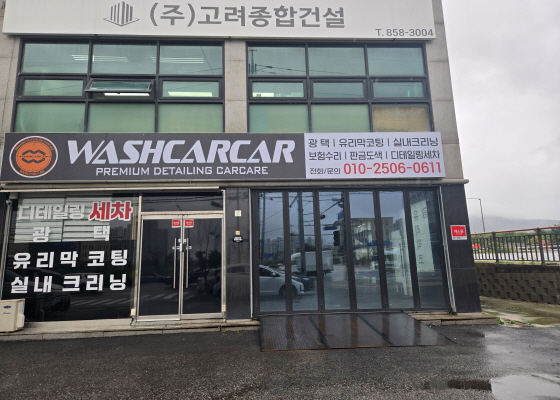 (주)고려종합건설
T. 858-3004
WASHCARCAR
PREMIUM DETAILING CARCARE
광 택 | 유리막코팅 | 실내크리닝
보험수리 | 판금도색 | 디테일링세차
전화/문의 010-2506-0611
디테일링 세차
광 택
유리막 코팅
실내 크리닝